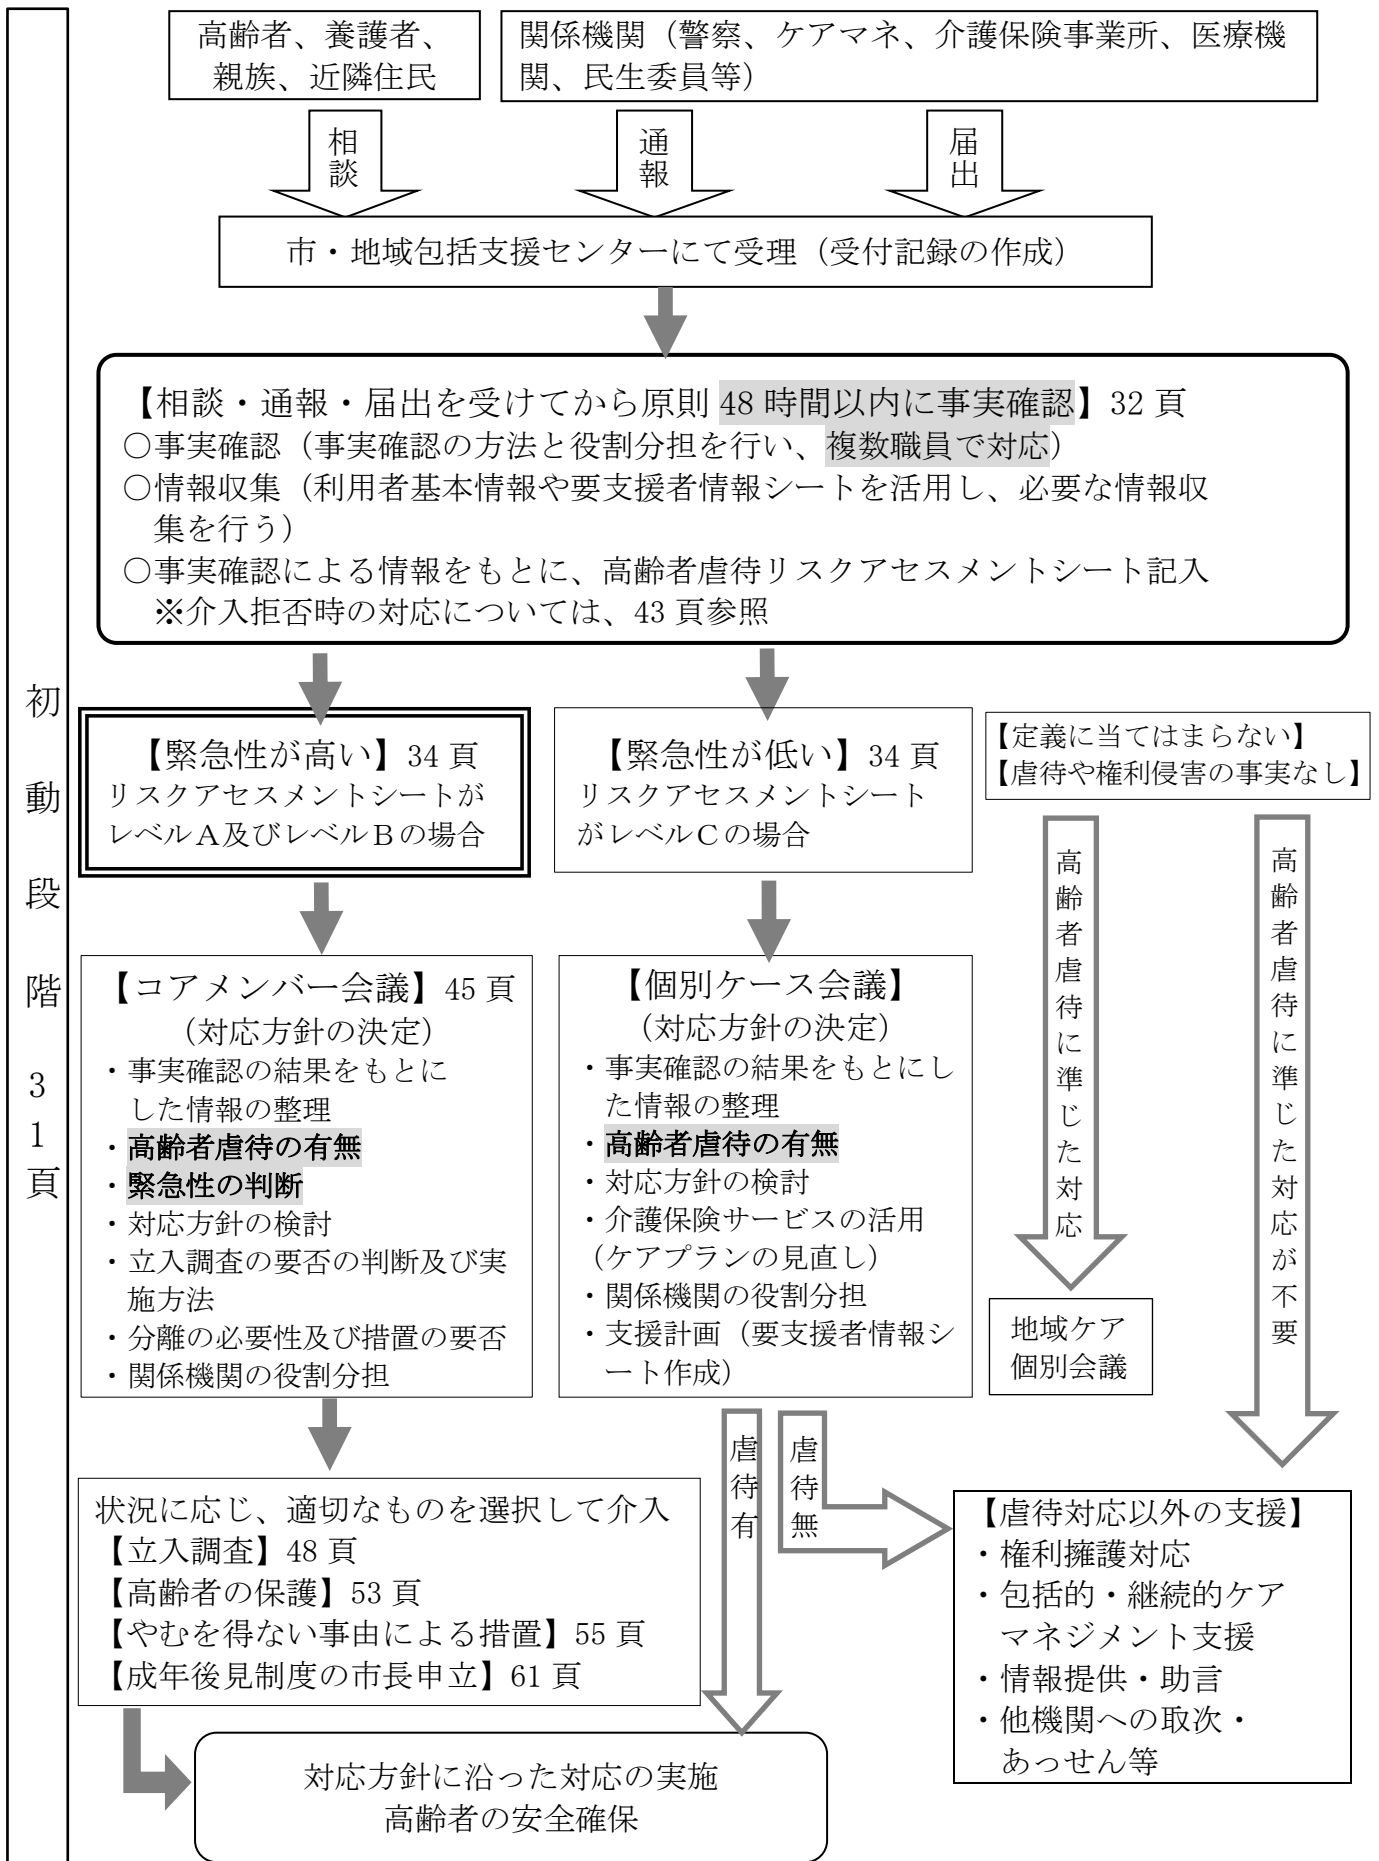 高齢者、養護者、
親族、近隣住民
関係機関（警察、ケアマネ、介護保険事業所、医療機
関、民生委員等）
相談
通報
届出
市・地域包括支援センターにて受理（受付記録の作成）
【相談・通報・届出を受けてから原則 48 時間以内に事実確認】32 頁
○事実確認（事実確認の方法と役割分担を行い、複数職員で対応）
○情報収集（利用者基本情報や要支援者情報シートを活用し、必要な情報収
集を行う）
○事実確認による情報をもとに、高齢者虐待リスクアセスメントシート記入
※介入拒否時の対応については、43 頁参照
初動段階31頁
【緊急性が高い】34 頁
リスクアセスメントシートが
レベルＡ及びレベルＢの場合
【緊急性が低い】34 頁
リスクアセスメントシート
がレベルＣの場合
【定義に当てはまらない】
【虐待や権利侵害の事実なし】
高齢者虐待に準じた対応
高齢者虐待に準じた対応が不要
【コアメンバー会議】45 頁
（対応方針の決定）
・事実確認の結果をもとに
した情報の整理
・高齢者虐待の有無
・緊急性の判断
・対応方針の検討
・立入調査の要否の判断及び実
施方法
・分離の必要性及び措置の要否
・関係機関の役割分担
【個別ケース会議】
（対応方針の決定）
・事実確認の結果をもとにし
た情報の整理
・高齢者虐待の有無
・対応方針の検討
・介護保険サービスの活用
（ケアプランの見直し）
・関係機関の役割分担
・支援計画（要支援者情報シ
ート作成）
地域ケア
個別会議
虐待有
虐待無
状況に応じ、適切なものを選択して介入
【立入調査】48 頁
【高齢者の保護】53 頁
【やむを得ない事由による措置】55 頁
【成年後見制度の市長申立】61 頁
【虐待対応以外の支援】
・権利擁護対応
・包括的・継続的ケア
マネジメント支援
・情報提供・助言
・他機関への取次・
あっせん等
対応方針に沿った対応の実施
高齢者の安全確保